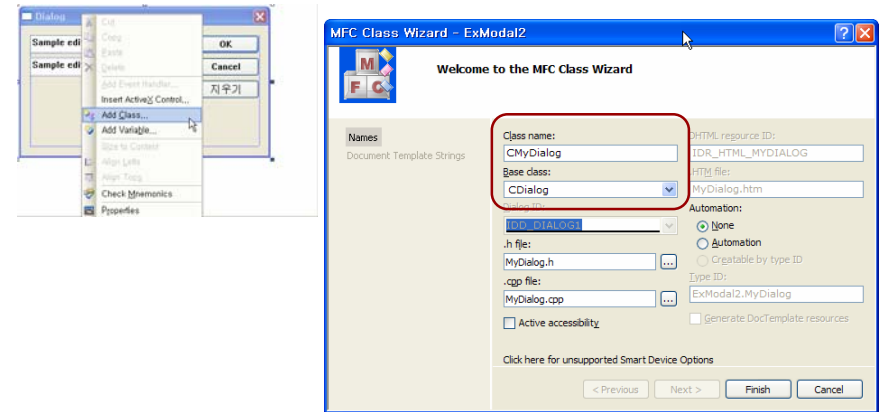 Dialog
Sample edi
OK
Sample edi
Cancel
지우기
Cut
Copy
Paste
Delete
Add Event Handler...
Insert ActiveX Control...
Add Class...
Add Variable...
Size to Content
Align Lefts
Align Tops
Check Mnemonics
Properties
MFC Class Wizard - ExModal2
M
F C
Welcome to the MFC Class Wizard
Names
Document Template Strings
Class name:
CMyDialog
Base class:
CDialog
Dialog ID:
IDD_DIALOG1
.h file:
MyDialog.h
...
.cpp file:
MyDialog.cpp
...
Active accessibility
DHTML resource ID:
IDR_HTML_MYDIALOG
.HTM file:
MyDialog.htm
Automation:
None
Automation
Creatable by type ID
Type ID:
ExModal2.MyDialog
Generate DocTemplate resources
Click here for unsupported Smart Device Options
< Previous
Next >
Finish
Cancel